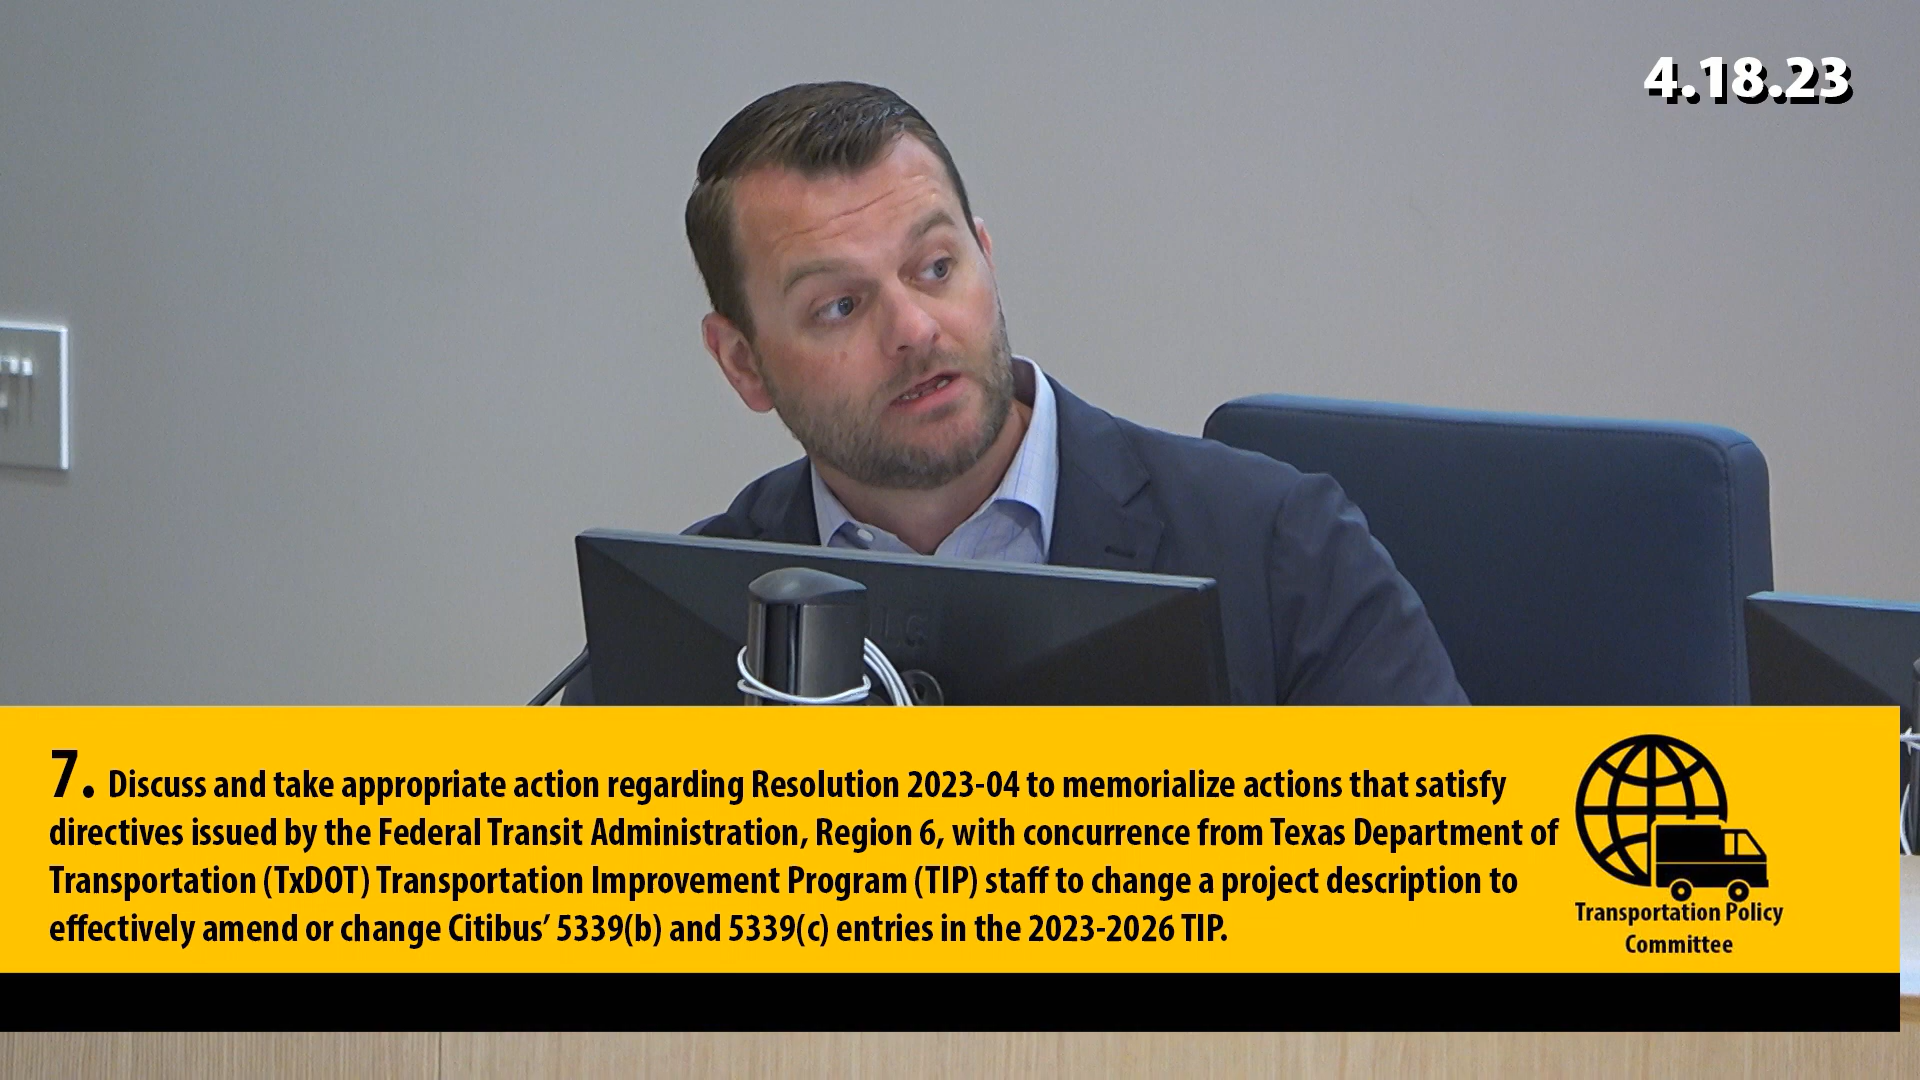 4.18.23
7. Discuss and take appropriate action regarding Resolution 2023-04 to memorialize actions that satisfy
directives issued by the Federal Transit Administration, Region 6, with concurrence from Texas Department of
Transportation (TxDOT) Transportation Improvement Program (TIP) staff to change a project description to
effectively amend or change Citibus’ 5339(b) and 5339(c) entries in the 2023-2026 TIP.
Transportation Policy
Committee